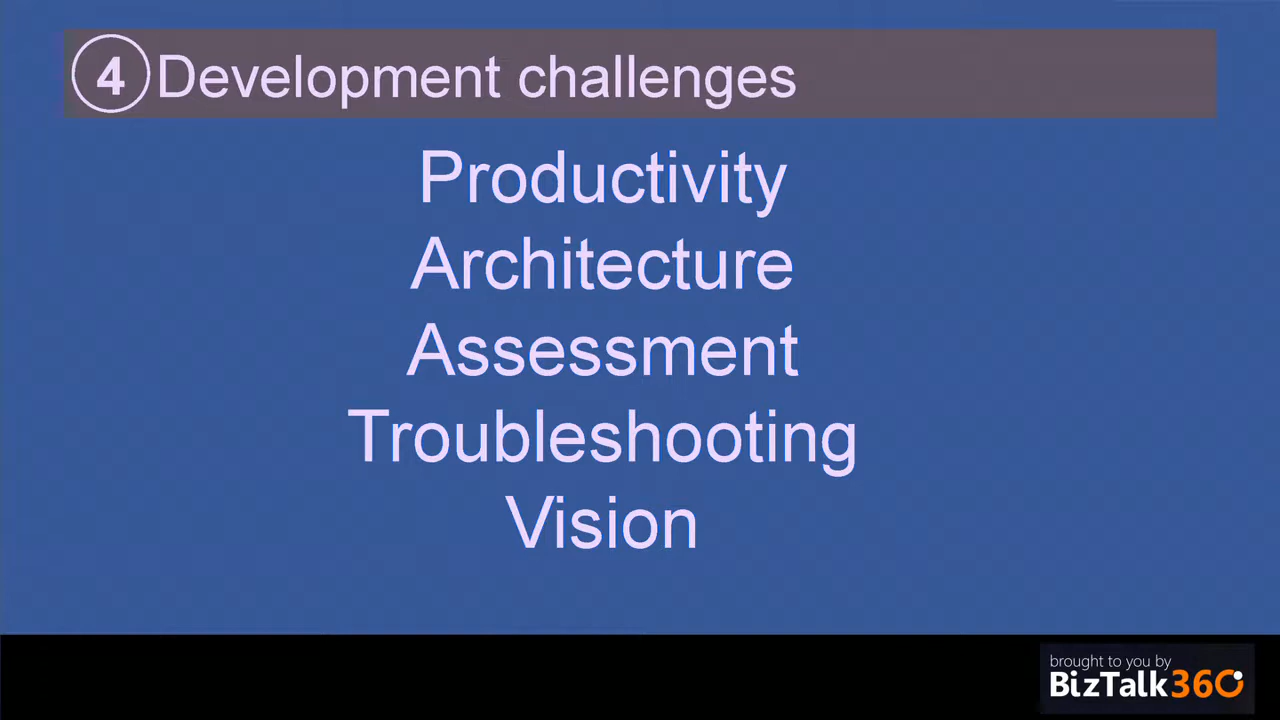 4 Development challenges
Productivity
Architecture
Assessment
Troubleshooting
Vision
brought to you by
BizTalk360